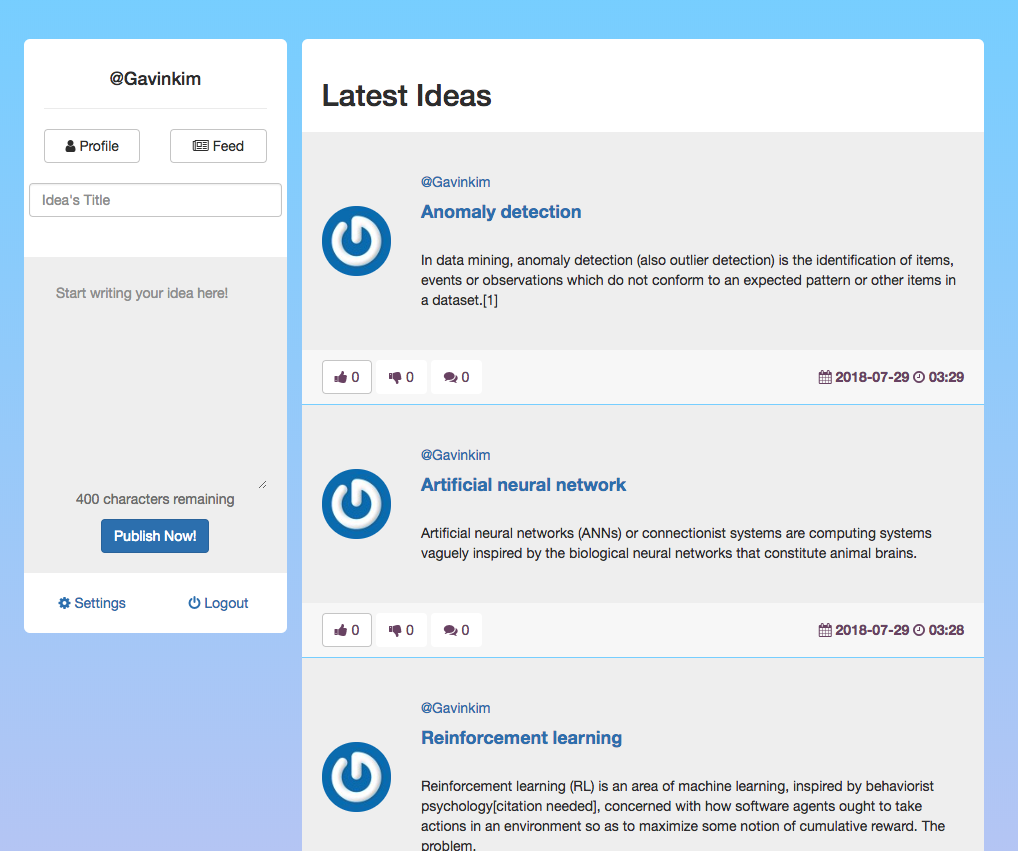 @Gavinkim
Profile
Feed
Idea's Title
Start writing your idea here!
400 characters remaining
Publish Now!
Settings
Logout
Latest Ideas
@Gavinkim
Anomaly detection
In data mining, anomaly detection (also outlier detection) is the identification of items,
events or observations which do not conform to an expected pattern or other items in
a dataset.[1]
0 0 0 2018-07-29 03:29
@Gavinkim
Artificial neural network
Artificial neural networks (ANNs) or connectionist systems are computing systems
vaguely inspired by the biological neural networks that constitute animal brains.
0 0 0 2018-07-29 03:28
@Gavinkim
Reinforcement learning
Reinforcement learning (RL) is an area of machine learning, inspired by behaviorist
psychology[citation needed], concerned with how software agents ought to take
actions in an environment so as to maximize some notion of cumulative reward. The
problem,